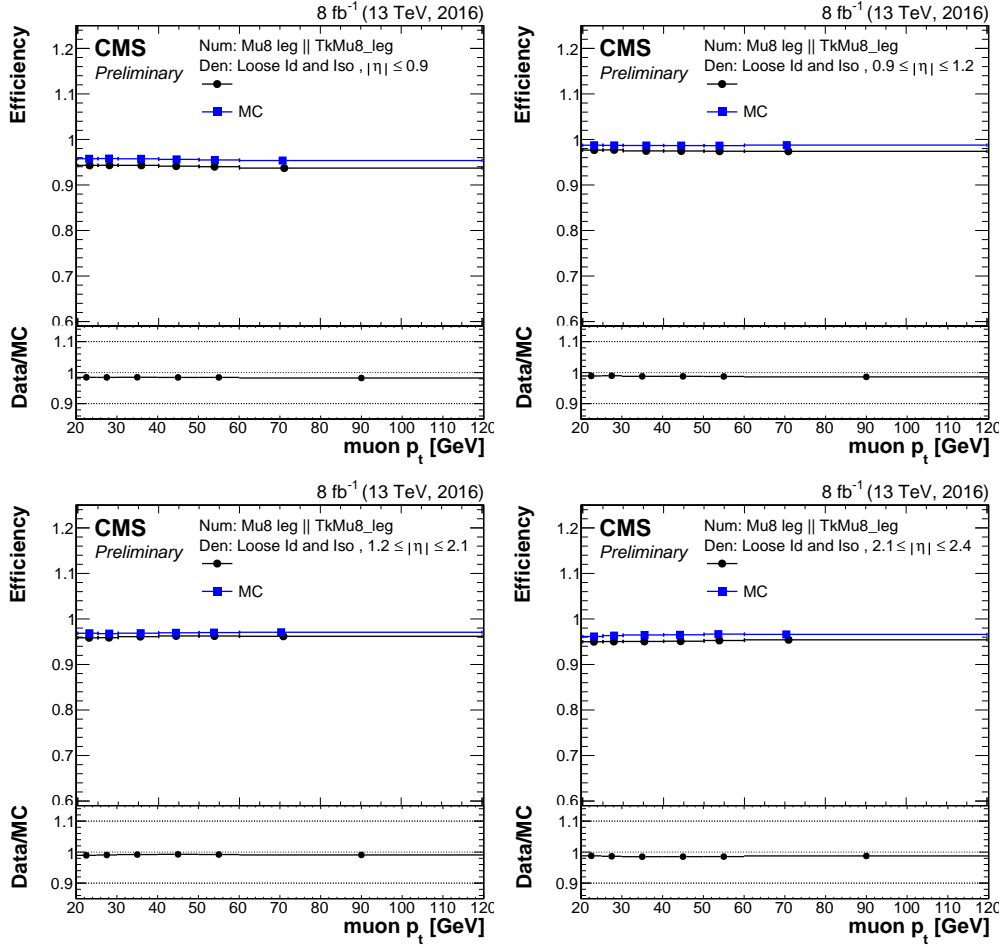 8 fb-1 (13 TeV, 2016)
CMS
Preliminary
Num: Mu8 leg || TkMu8_leg
Den: Loose Id and Iso , |η| ≤ 0.9
MC
Efficiency
1.2
1.1
1
0.9
0.8
0.7
0.6
Data/MC
1.1
1
0.9
20 30 40 50 60 70 80 90 100 110 120
muon pt [GeV]
8 fb-1 (13 TeV, 2016)
CMS
Preliminary
Num: Mu8 leg || TkMu8_leg
Den: Loose Id and Iso , 0.9 ≤ |η| ≤ 1.2
MC
Efficiency
1.2
1.1
1
0.9
0.8
0.7
0.6
Data/MC
1.1
1
0.9
20 30 40 50 60 70 80 90 100 110 120
muon pt [GeV]
8 fb-1 (13 TeV, 2016)
CMS
Preliminary
Num: Mu8 leg || TkMu8_leg
Den: Loose Id and Iso , 1.2 ≤ |η| ≤ 2.1
MC
Efficiency
1.2
1.1
1
0.9
0.8
0.7
0.6
Data/MC
1.1
1
0.9
20 30 40 50 60 70 80 90 100 110 120
muon pt [GeV]
8 fb-1 (13 TeV, 2016)
CMS
Preliminary
Num: Mu8 leg || TkMu8_leg
Den: Loose Id and Iso , 2.1 ≤ |η| ≤ 2.4
MC
Efficiency
1.2
1.1
1
0.9
0.8
0.7
0.6
Data/MC
1.1
1
0.9
20 30 40 50 60 70 80 90 100 110 120
muon pt [GeV]